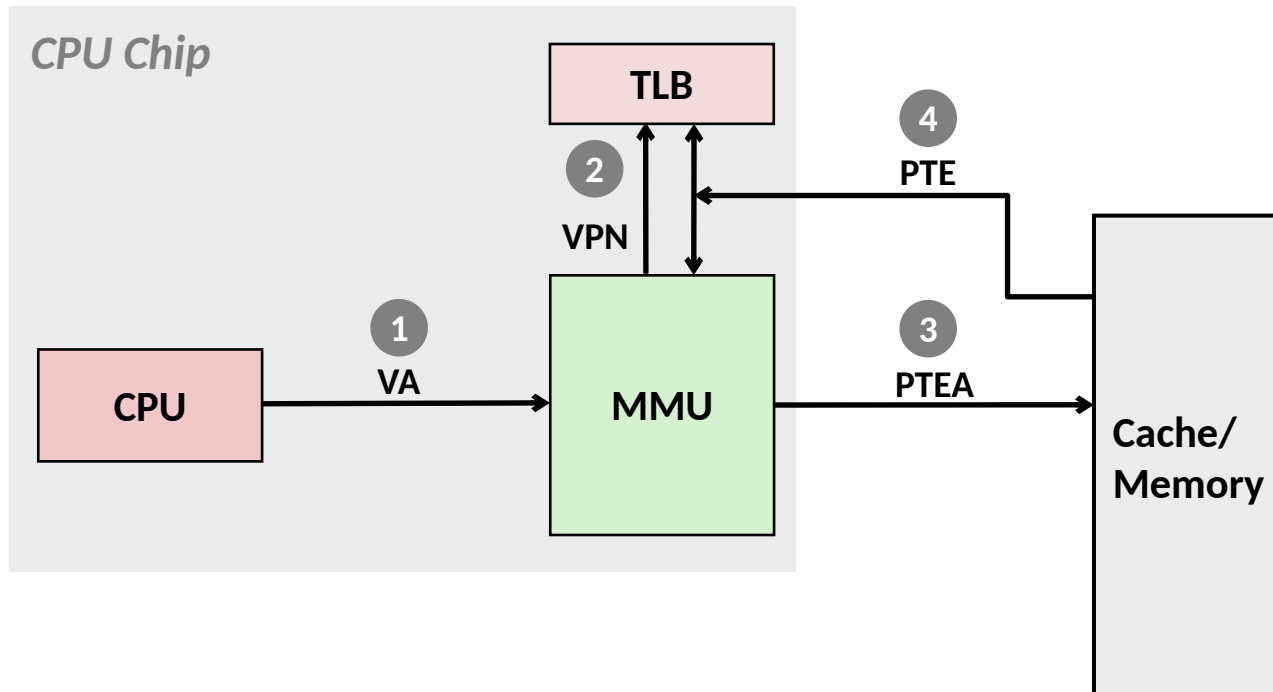 CPU Chip
TLB
4
PTE
2
VPN
1
VA
3
PTEA
CPU
MMU
Cache/
Memory